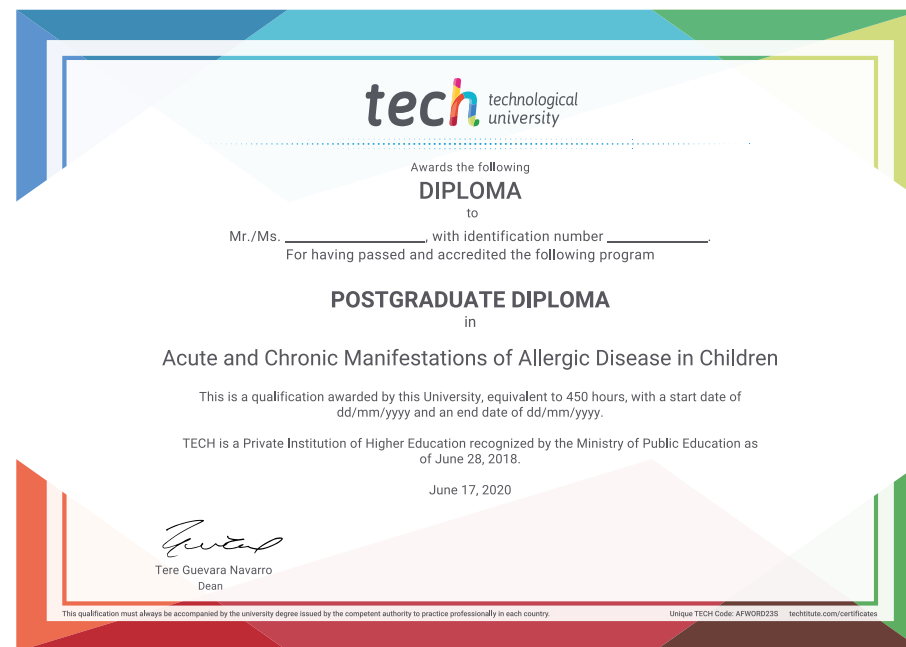 tech technological
university
Awards the following
DIPLOMA
to
Mr./Ms. ____________________, with identification number ______________.
For having passed and accredited the following program
POSTGRADUATE DIPLOMA
in
Acute and Chronic Manifestations of Allergic Disease in Children
This is a qualification awarded by this University, equivalent to 450 hours, with a start date of
dd/mm/yyyy and an end date of dd/mm/yyyy.
TECH is a Private Institution of Higher Education recognized by the Ministry of Public Education as
of June 28, 2018.
June 17, 2020
Tere Guevara Navarro
Dean
This qualification must always be accompanied by the university degree issued by the competent authority to practice professionally in each country. Unique TECH Code: AFWORD23S techtitute.com/certificates